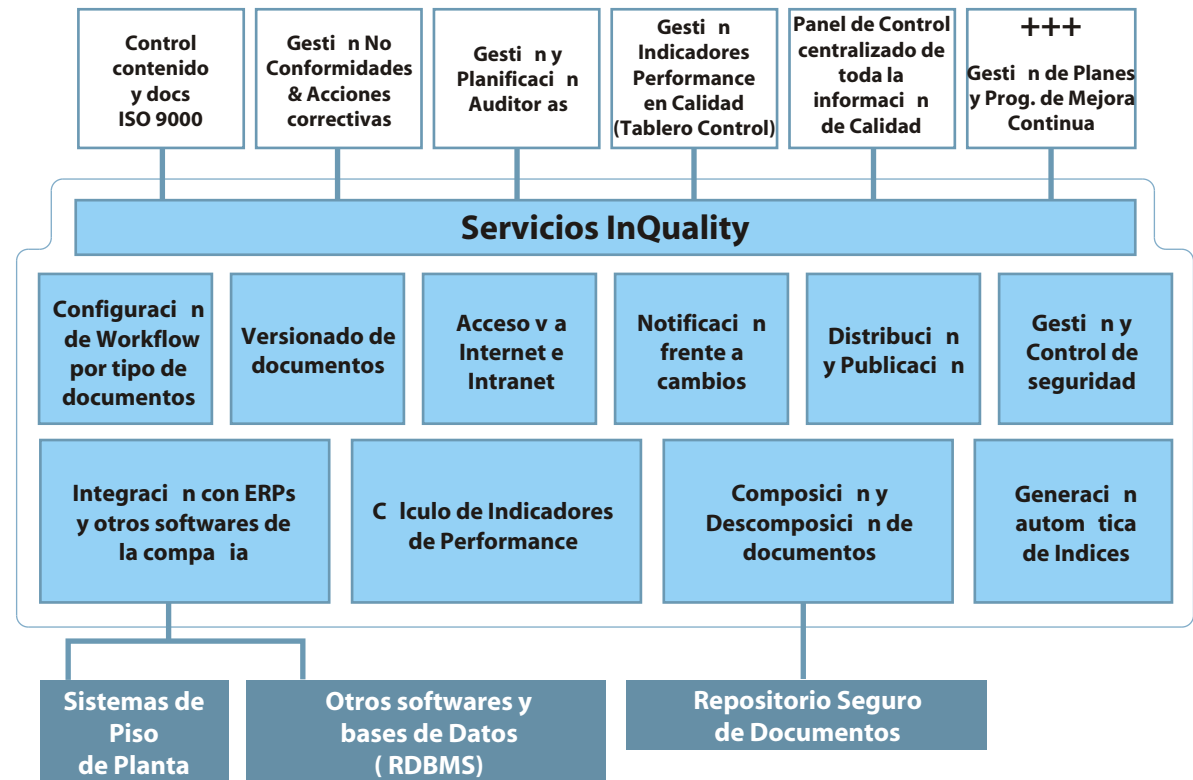 Control
contenido
y docs
ISO 9000
Gesti n No
Conformidades
& Acciones
correctivas
Gesti n y
Planificaci n
Auditor as
Gesti n
Indicadores
Performance
en Calidad
(Tablero Control)
Panel de Control
centralizado de
toda la
informaci n
de Calidad
+++
Gesti n de Planes
y Prog. de Mejora
Continua
Servicios InQuality
Configuraci n
de Workflow
por tipo de
documentos
Versionado de
documentos
Acceso v a
Internet e
Intranet
Notificaci n
frente a
cambios
Distribuci n
y Publicaci n
Gesti n y
Control de
seguridad
Integraci n con ERPs
y otros softwares de
la compa ia
C lculo de Indicadores
de Performance
Composici n y
Descomposici n de
documentos
Generaci n
autom tica
de Indices
Sistemas de
Piso
de Planta
Otros softwares y
bases de Datos
( RDBMS)
Repositorio Seguro
de Documentos